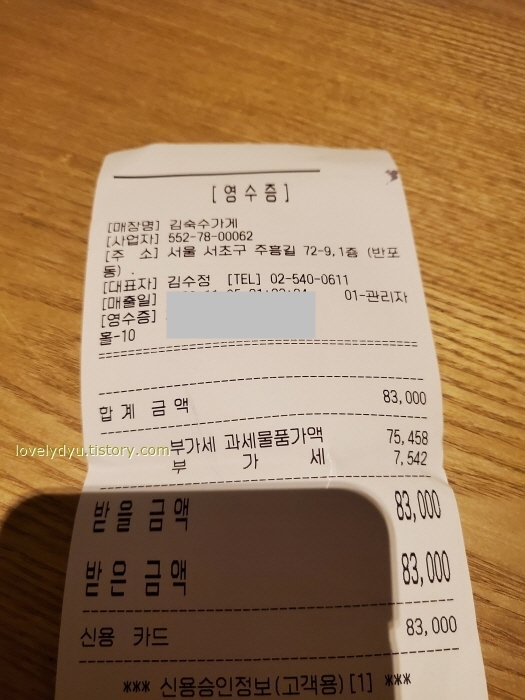 [영수증]
[매장명] 김숙수가게
[사업자] 552-78-00062
[주 소] 서울 서초구 주흥길 72-9,1층 (반포
동) .
[대표자] 김수정 [TEL] 02-540-0611
[매출일] 01-관리자
[영수증]
홀-10
합계 금액 83,000
부가세 과세물품가액 75,458
lovelydyu.tistory.com
부 가 세 7,542
받을 금액 83,000
받은 금액 83,000
신용 카드 83,000
*** 신용승인정보(고객용)[1] ***